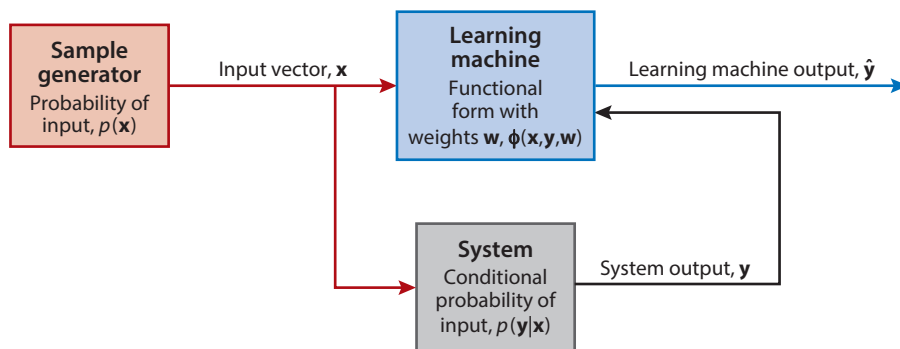 Sample
generator
Probability of
input, p(x)
Input vector, x
Learning
machine
Functional
form with
weights w, ϕ(x,y,w)
Learning machine output, ŷ
System
Conditional
probability of
input, p(y|x)
System output, y